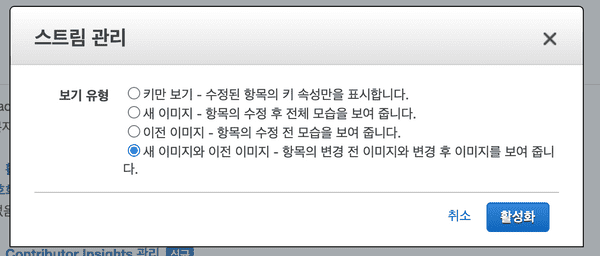 스트림 관리
보기 유형
키만 보기 - 수정된 항목의 키 속성만을 표시합니다.
새 이미지 - 항목의 수정 후 전체 모습을 보여 줍니다.
이전 이미지 - 항목의 수정 전 모습을 보여 줍니다.
새 이미지와 이전 이미지 - 항목의 변경 전 이미지와 변경 후 이미지를 보여 줍니
다.
취소
활성화
Contributor Insights 관리
신규